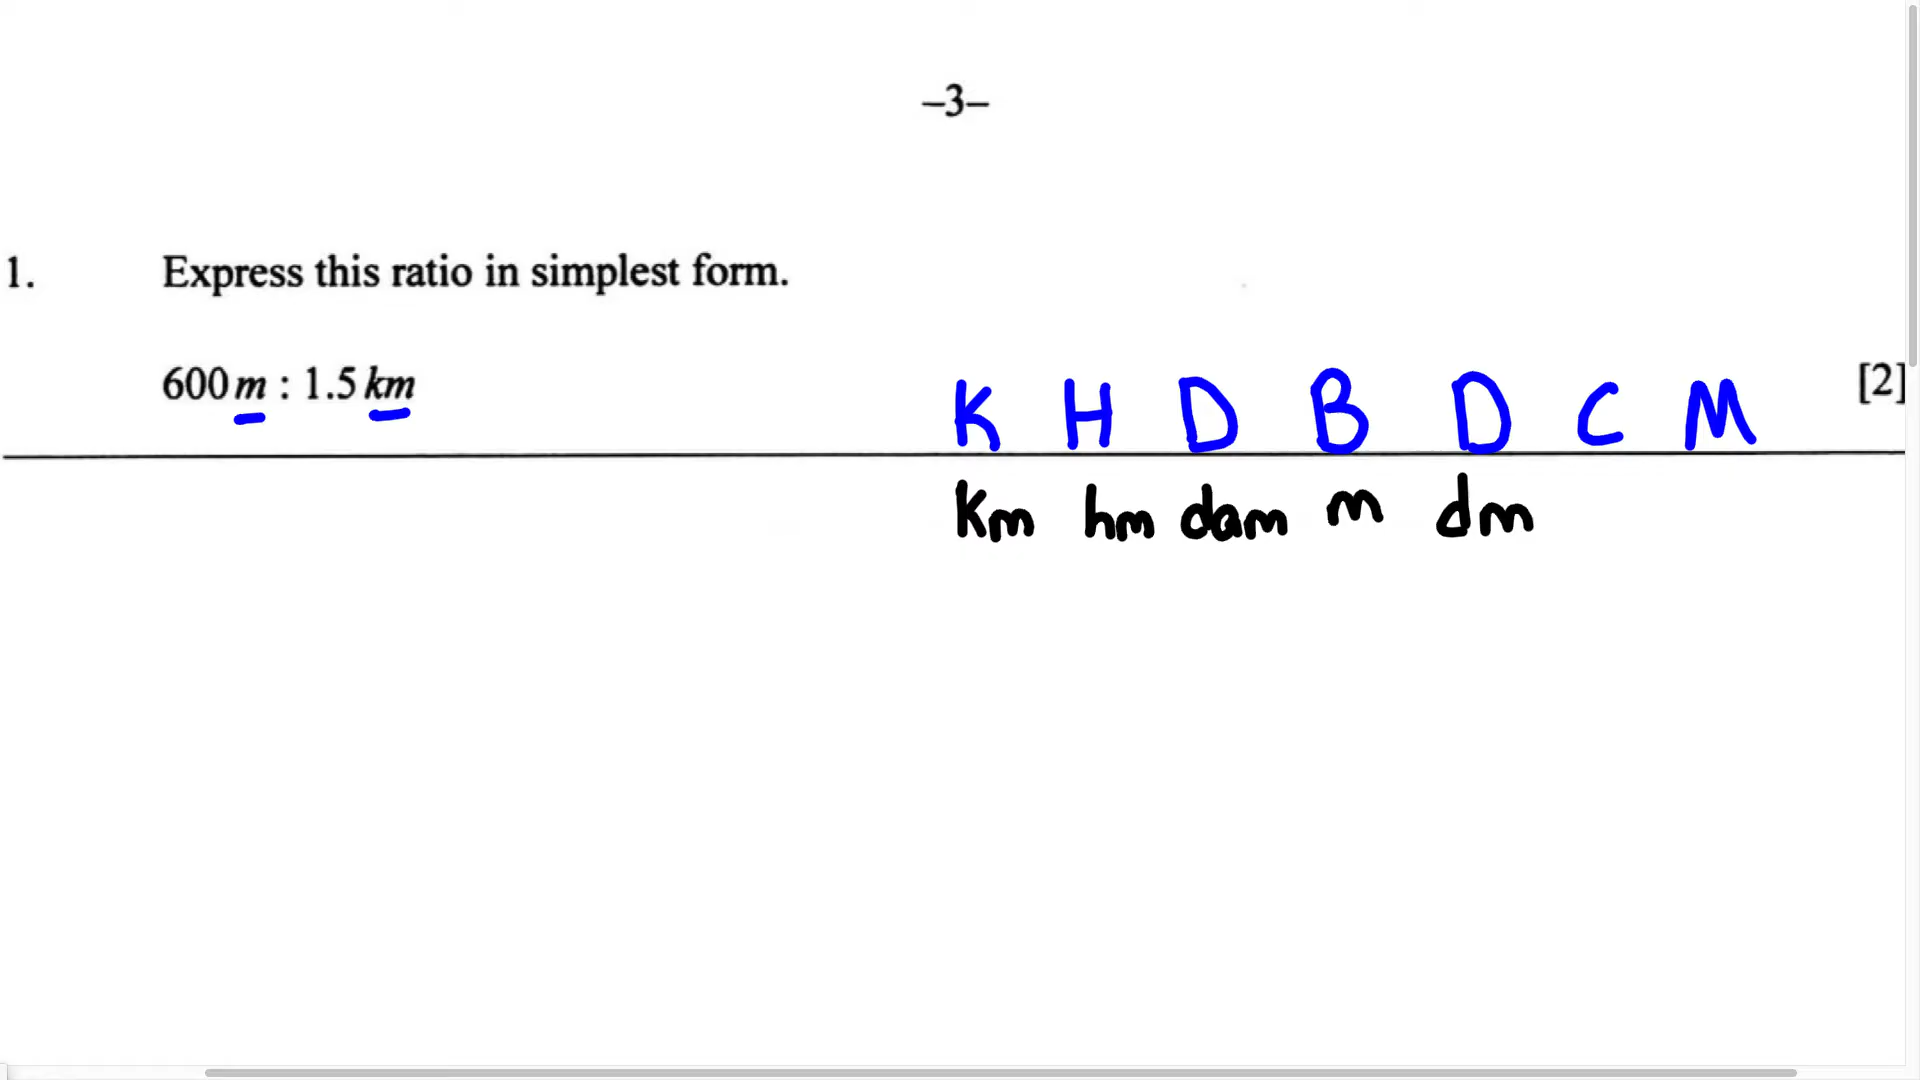 –3–
1. Express this ratio in simplest form.
600 m : 1.5 km [2]
K H D B D C M
km hm dam m dm